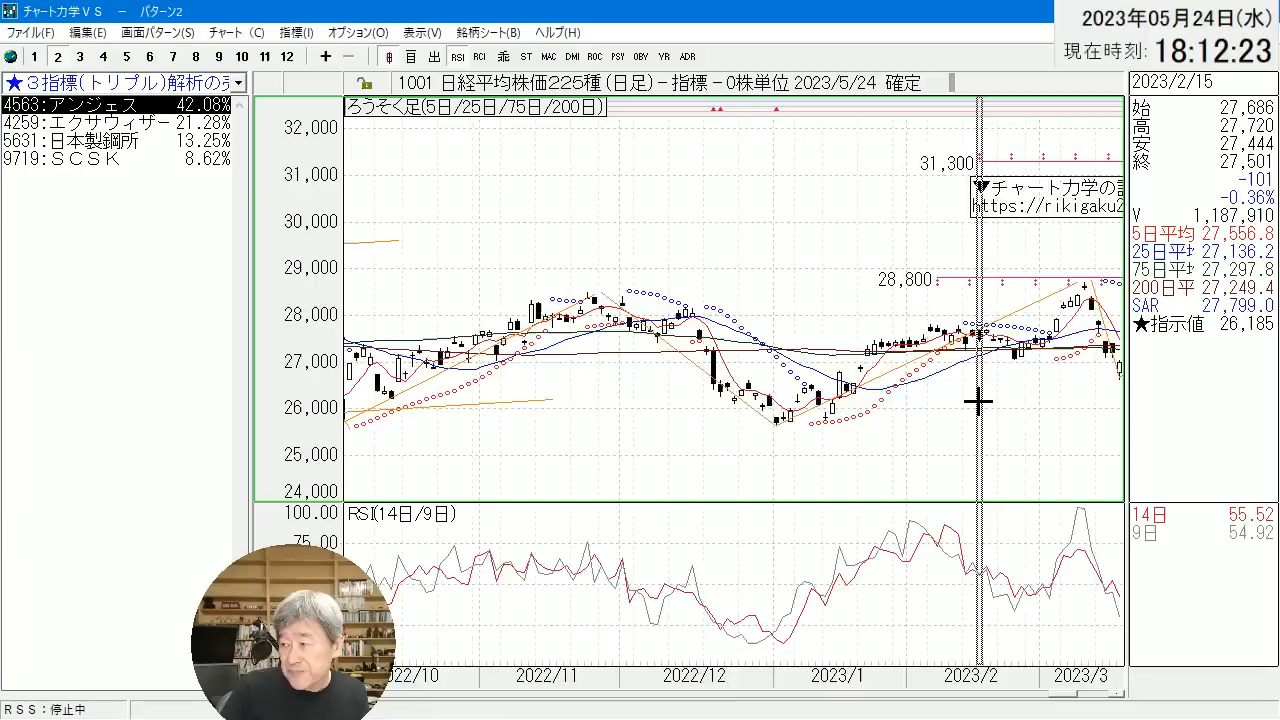 チャート力学VS － パターン2
2023年05月24日(水)
現在時刻: 18:12:23
ファイル(F) 編集(E) 画面パターン(S) チャート(C) 指標(I) オプション(O) 表示(V) 銘柄シート(B) ヘルプ(H)
1 2 3 4 5 6 7 8 9 10 11 12 + − 日 百 出 RSI RCI 乖 ST MAC DMI ROC PSY OBV YR ADR
★３指標(トリプル)解析の
1001 日経平均株価225種(日足)－指標－0株単位 2023/5/24 確定
2023/2/15
4563:アンジェス 42.08%
4259:エクサウィザー 21.28%
5631:日本製鋼所 13.25%
9719:ＳＣＳＫ 8.62%
ろうそく足(5日/25日/75日/200日)
32,000
31,000
30,000
29,000
28,000
27,000
26,000
25,000
24,000
31,300
▼チャート力学の
https://rikigaku
28,800
始 27,686
高 27,720
安 27,444
終 27,501
-101
-0.36%
V 1,187,910
5日平均 27,556.8
25日平 27,136.2
75日平 27,297.8
200日平 27,249.4
SAR 27,799.0
★指示値 26,185
100.00
75.00
RSI(14日/9日)
14日 55.52
9日 54.92
22/10 2022/11 2022/12 2023/1 2023/2 2023/3
ＲＳＳ：停止中